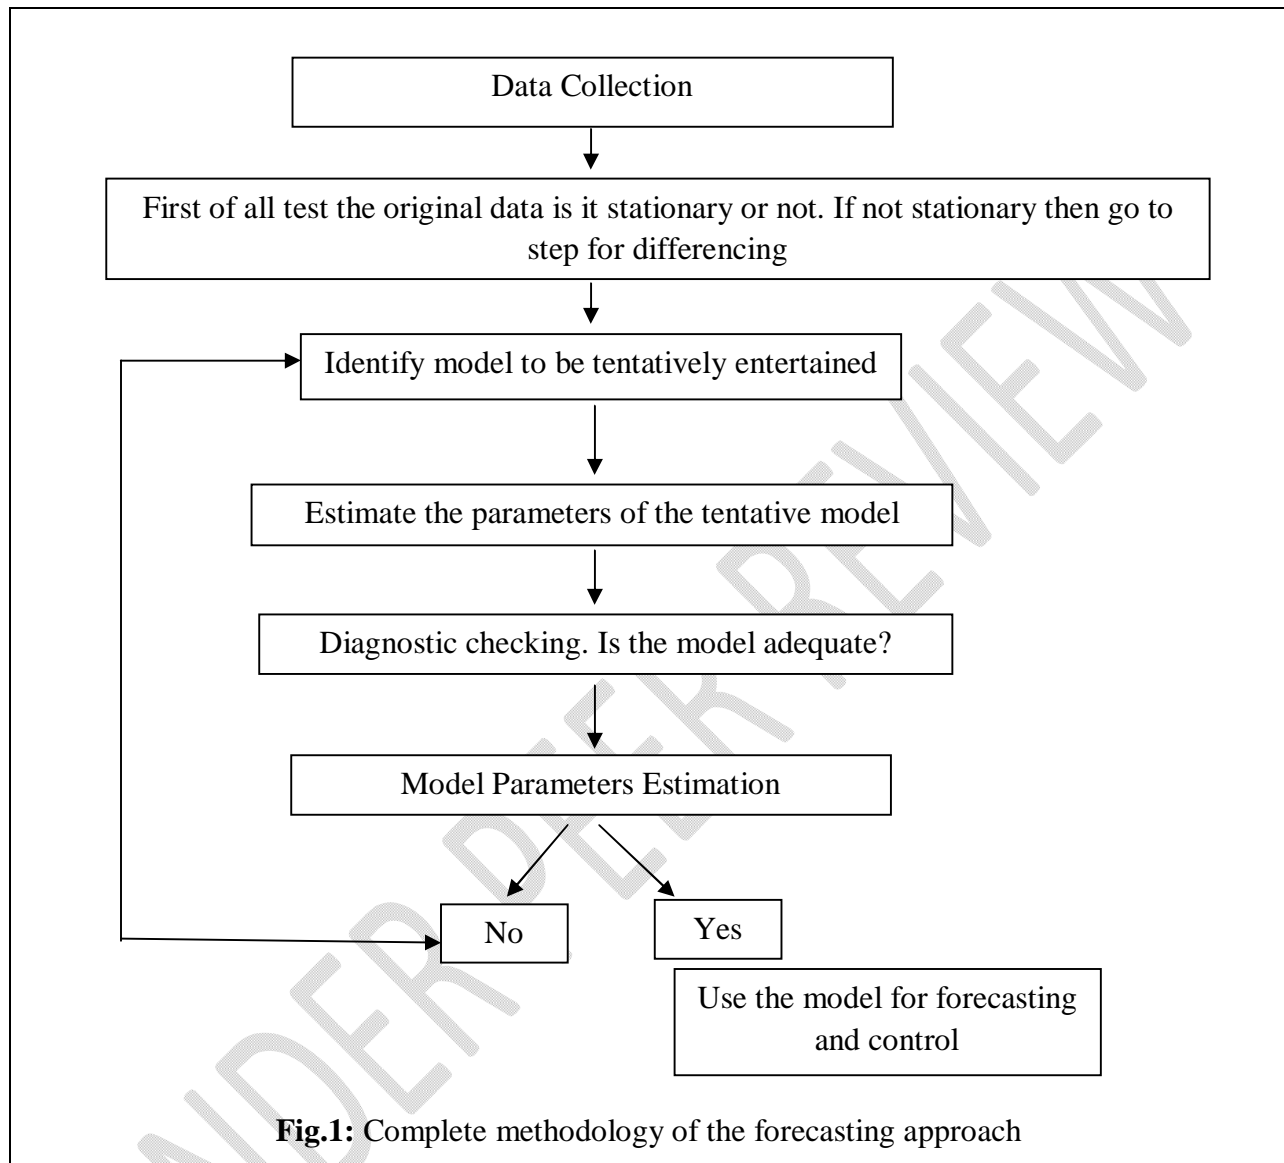 Data Collection
First of all test the original data is it stationary or not. If not stationary then go to
step for differencing
Identify model to be tentatively entertained
Estimate the parameters of the tentative model
Diagnostic checking. Is the model adequate?
Model Parameters Estimation
No
Yes
Use the model for forecasting
and control
Fig.1: Complete methodology of the forecasting approach
NDER PEER REVIEW